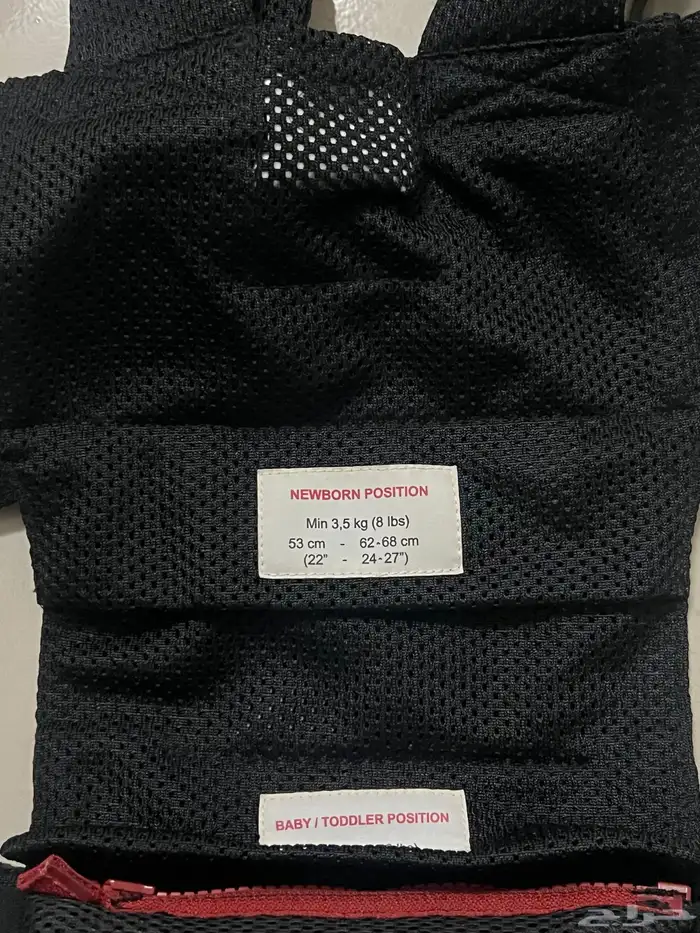 NEWBORN POSITION
Min 3,5 kg (8 lbs)
53 cm - 62-68 cm
(22” - 24-27”)
BABY / TODDLER POSITION
حراج